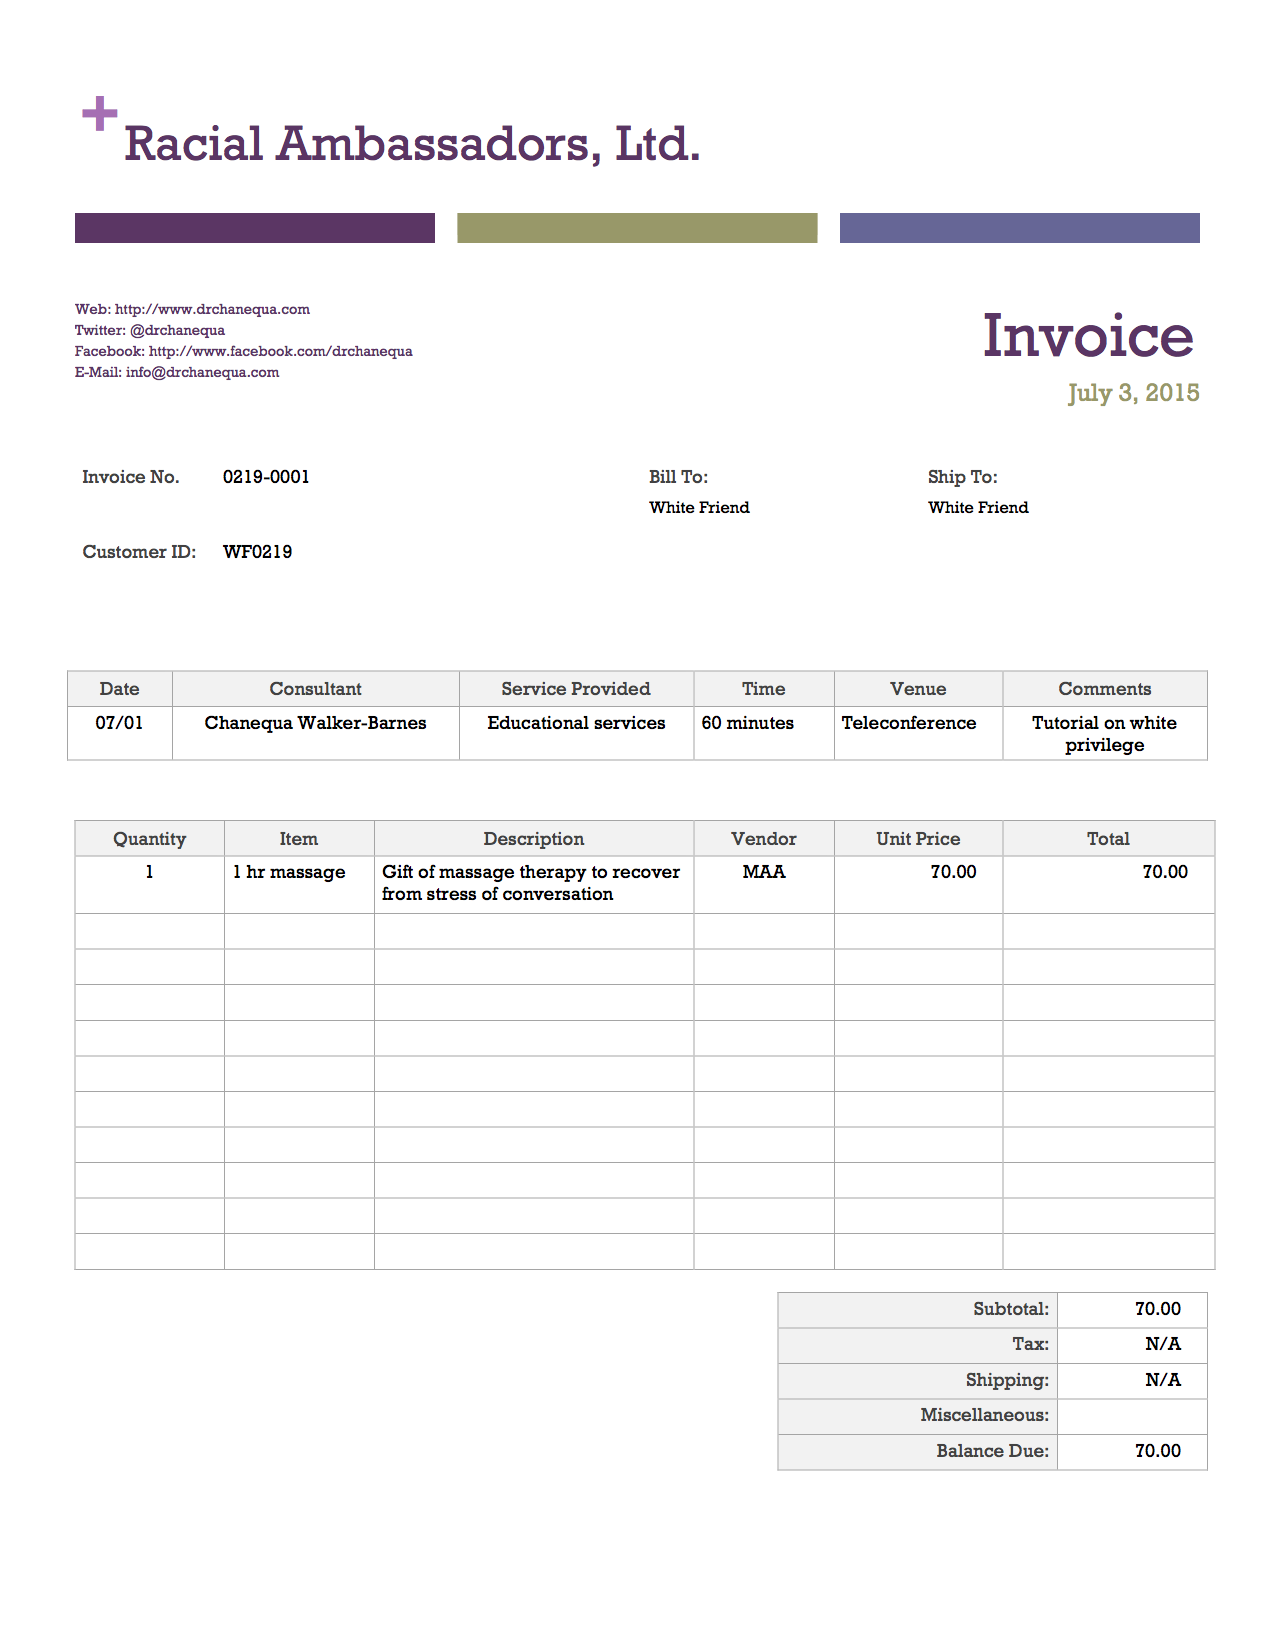 + Racial Ambassadors, Ltd.
Web: http://www.drchanequa.com
Twitter: @drchanequa
Facebook: http://www.facebook.com/drchanequa
E-Mail: info@drchanequa.com
Invoice
July 3, 2015
Invoice No. 0219-0001
Customer ID: WF0219
Bill To:
White Friend
Ship To:
White Friend
Date Consultant Service Provided Time Venue Comments
07/01 Chanequa Walker-Barnes Educational services 60 minutes Teleconference Tutorial on white
privilege
Quantity Item Description Vendor Unit Price Total
1 1 hr massage Gift of massage therapy to recover MAA 70.00 70.00
from stress of conversation
Subtotal: 70.00
Tax: N/A
Shipping: N/A
Miscellaneous:
Balance Due: 70.00